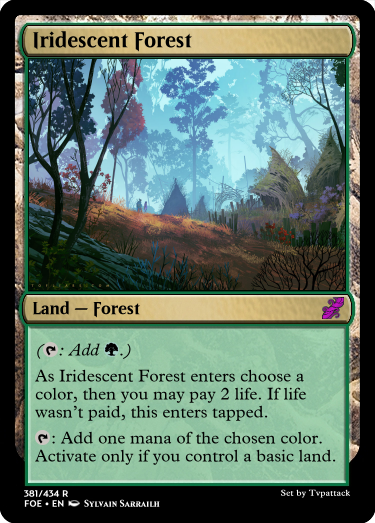 Iridescent Forest
Land — Forest
(: Add .)
As Iridescent Forest enters choose a
color, then you may pay 2 life. If life
wasn't paid, this enters tapped.
: Add one mana of the chosen color.
Activate only if you control a basic land.
381/434 R
FOE • EN Sylvain Sarrailh
Set by Tvpattack